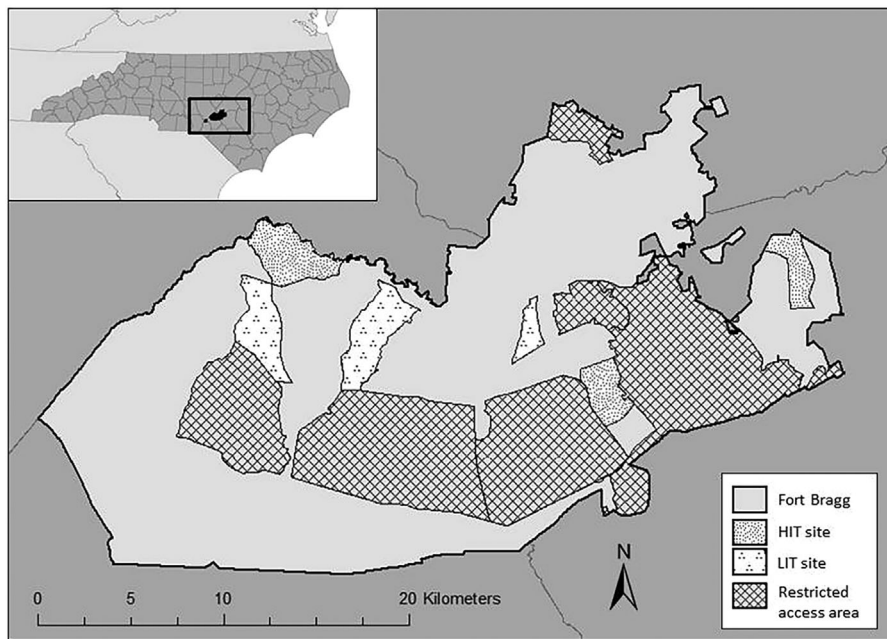 Fort Bragg
HIT site
LIT site
Restricted
access area
N
0 5 10 20 Kilometers